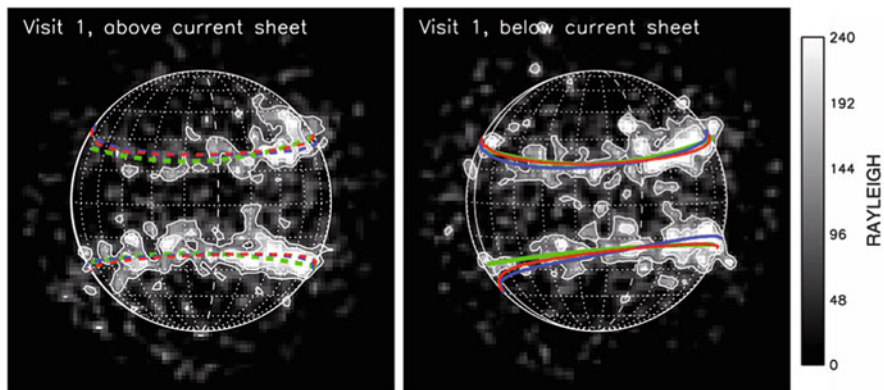 Visit 1, above current sheet
Visit 1, below current sheet
240
192
144
96
48
0
RAYLEIGH